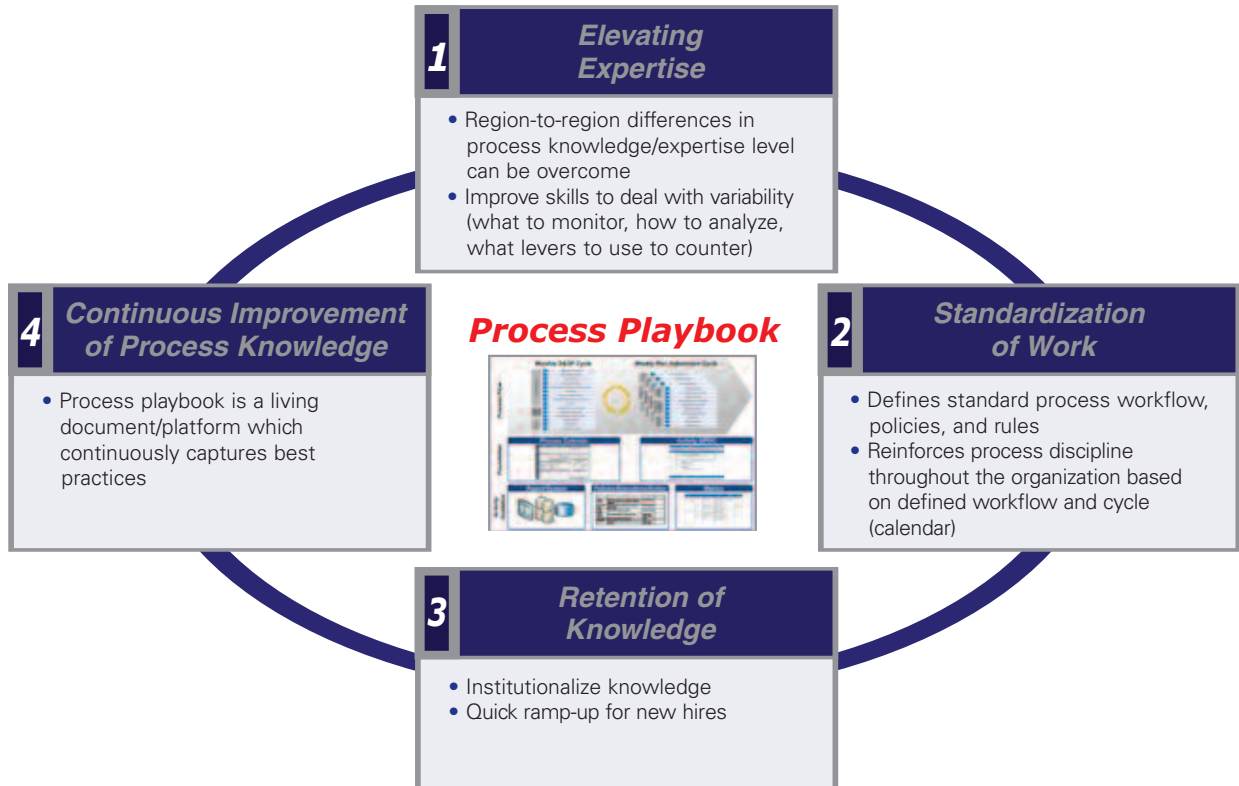 1
Elevating
Expertise
• Region-to-region differences in
process knowledge/expertise level
can be overcome
• Improve skills to deal with variability
(what to monitor, how to analyze,
what levers to use to counter)
2
Standardization
of Work
• Defines standard process workflow,
policies, and rules
• Reinforces process discipline
throughout the organization based
on defined workflow and cycle
(calendar)
3
Retention of
Knowledge
• Institutionalize knowledge
• Quick ramp-up for new hires
4
Continuous Improvement
of Process Knowledge
• Process playbook is a living
document/platform which
continuously captures best
practices
Process Playbook